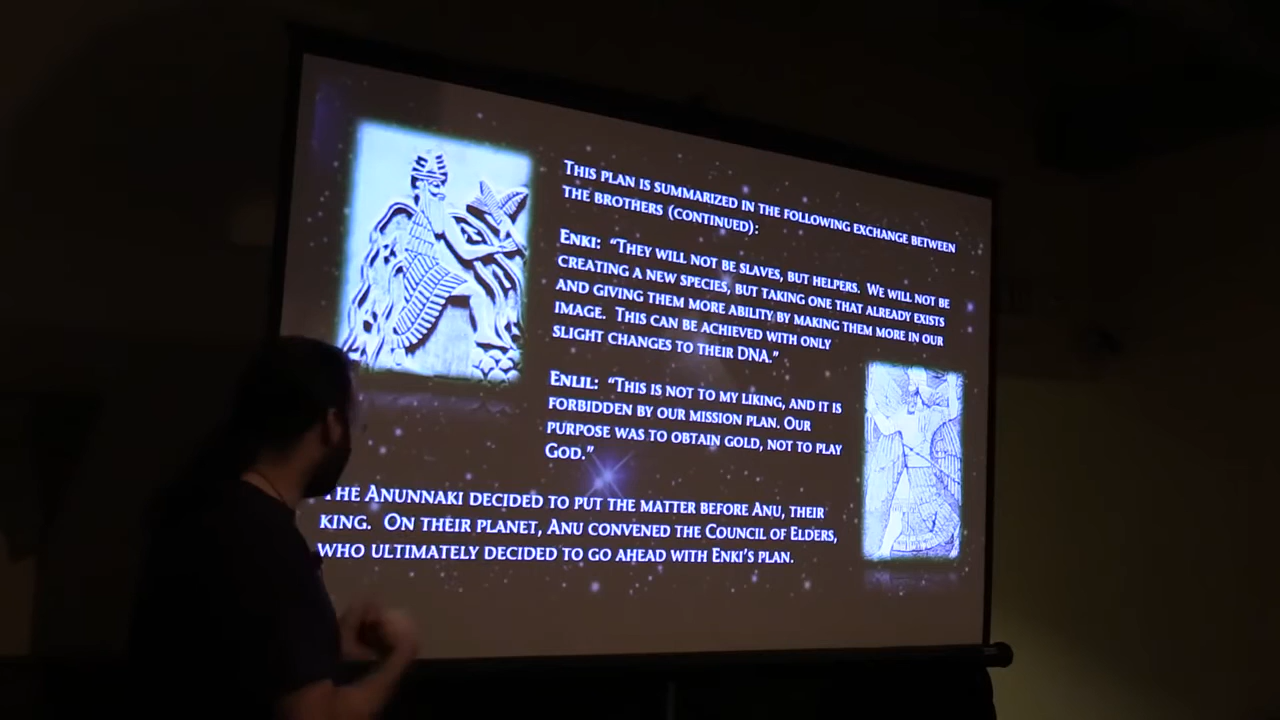 This plan is summarized in the following exchange between
the brothers (continued):
Enki: “They will not be slaves, but helpers. We will not be
creating a new species, but taking one that already exists
and giving them more ability by making them more in our
image. This can be achieved with only
slight changes to their DNA.”
Enlil: “This is not to my liking, and it is
forbidden by our mission plan. Our
purpose was to obtain gold, not to play
God.”
The Anunnaki decided to put the matter before Anu, their
king. On their planet, Anu convened the Council of Elders,
who ultimately decided to go ahead with Enki’s plan.